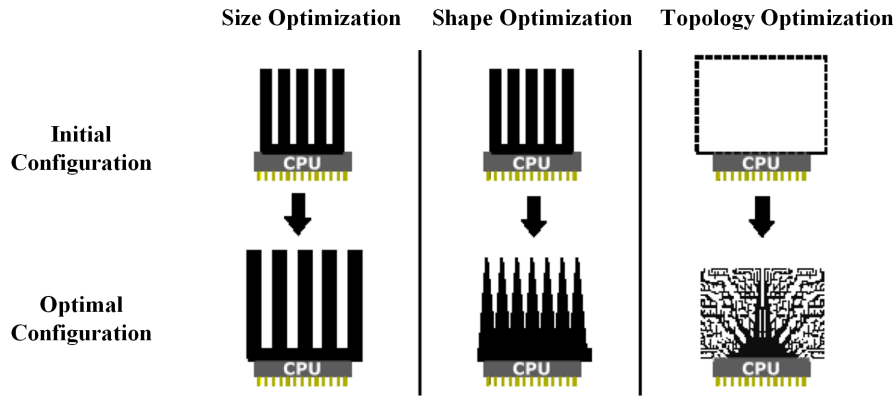 Size Optimization
Shape Optimization
Topology Optimization
Initial
Configuration
CPU
CPU
CPU
Optimal
Configuration
CPU
CPU
CPU